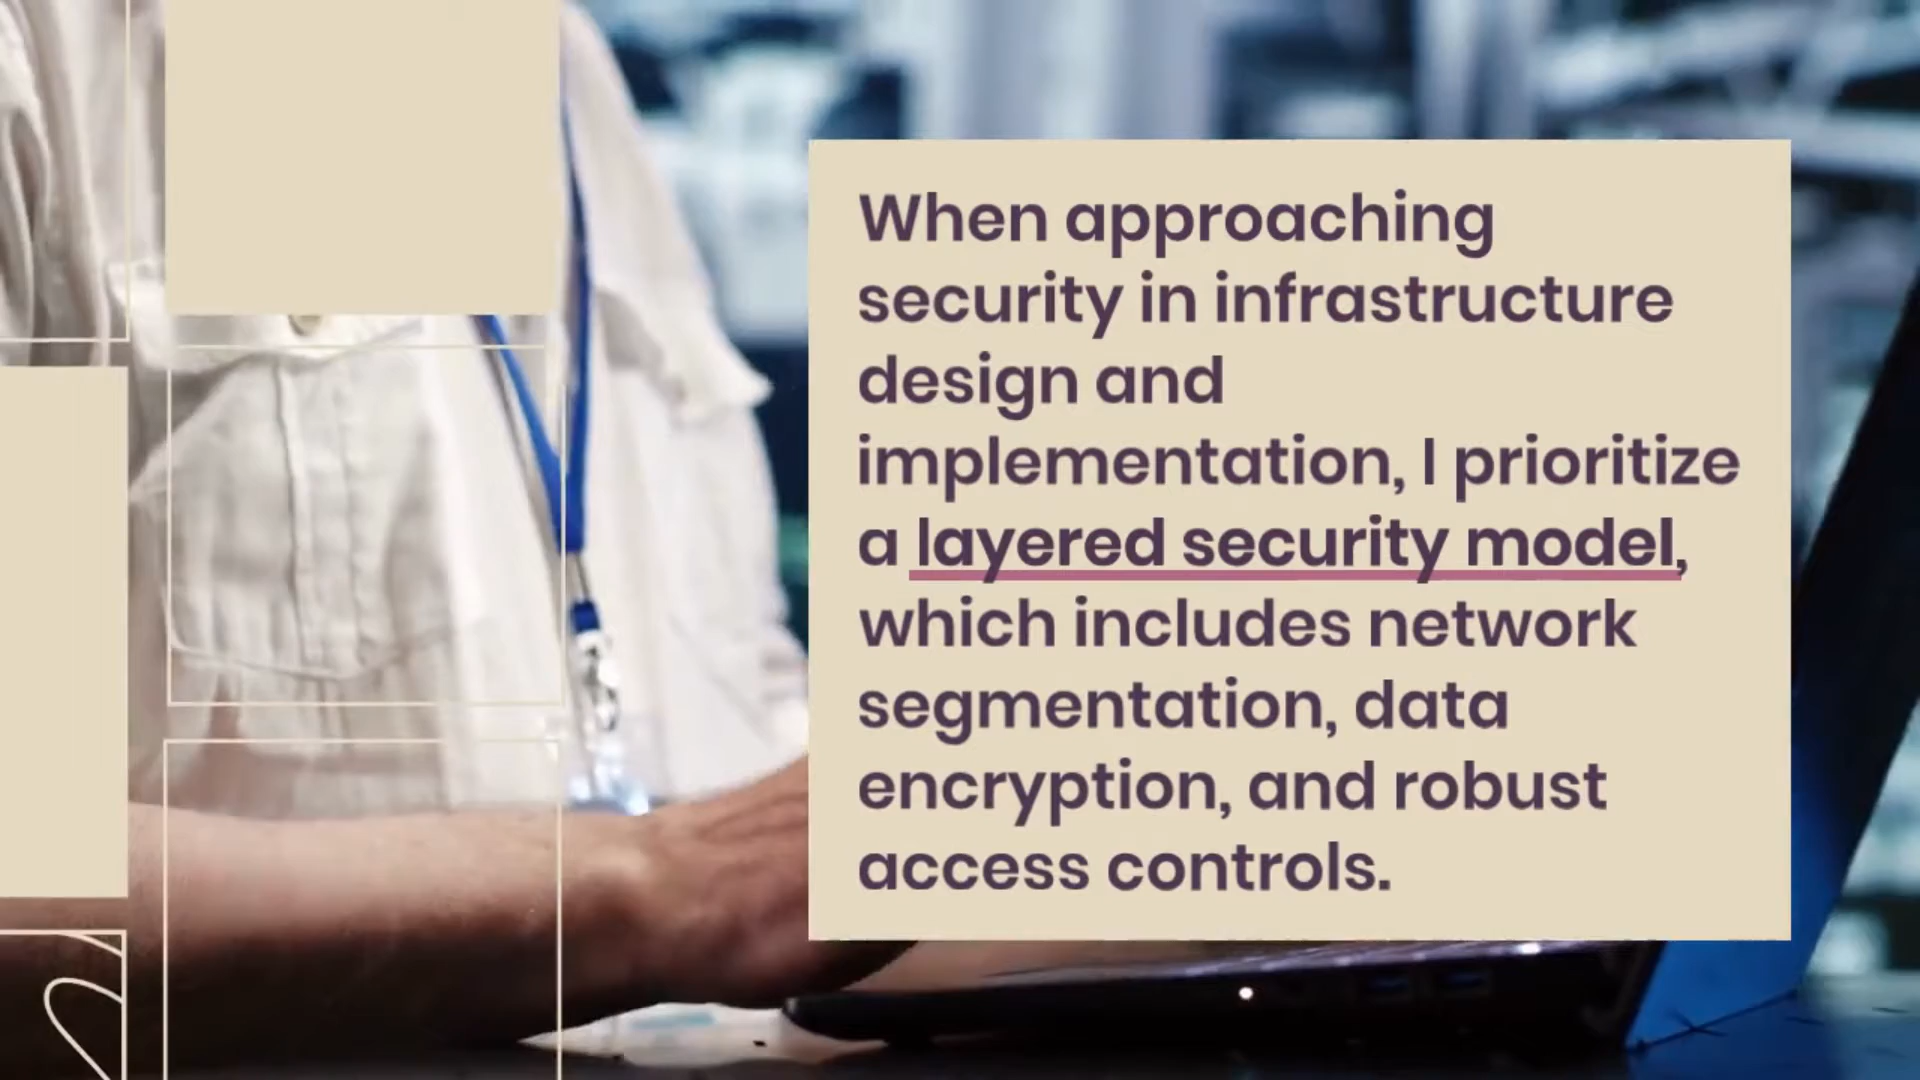 When approaching
security in infrastructure
design and
implementation, I prioritize
a layered security model,
which includes network
segmentation, data
encryption, and robust
access controls.